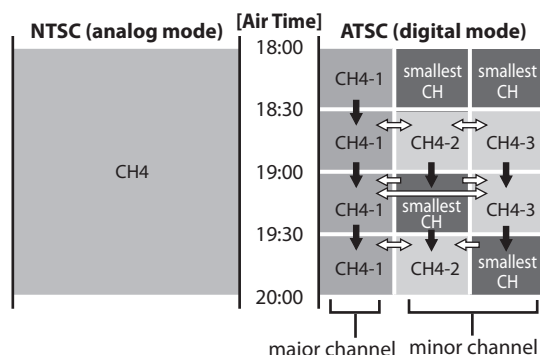 NTSC (analog mode) [Air Time] ATSC (digital mode)
18:00
CH4-1 smallest CH smallest CH
18:30
CH4-1 CH4-2 CH4-3
CH4
19:00
CH4-1 smallest CH CH4-3
19:30
CH4-1 CH4-2 smallest CH
20:00
major channel minor channel